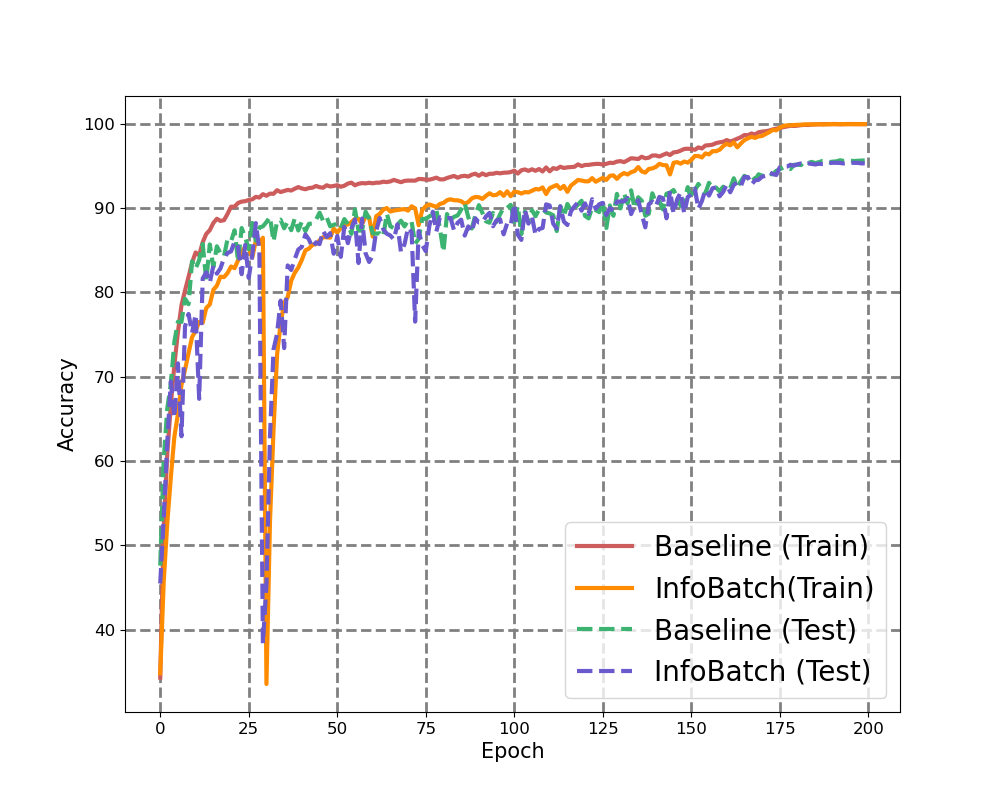 100
90
80
70
60
50
40
Accuracy
Baseline (Train)
InfoBatch(Train)
Baseline (Test)
InfoBatch (Test)
0 25 50 75 100 125 150 175 200
Epoch